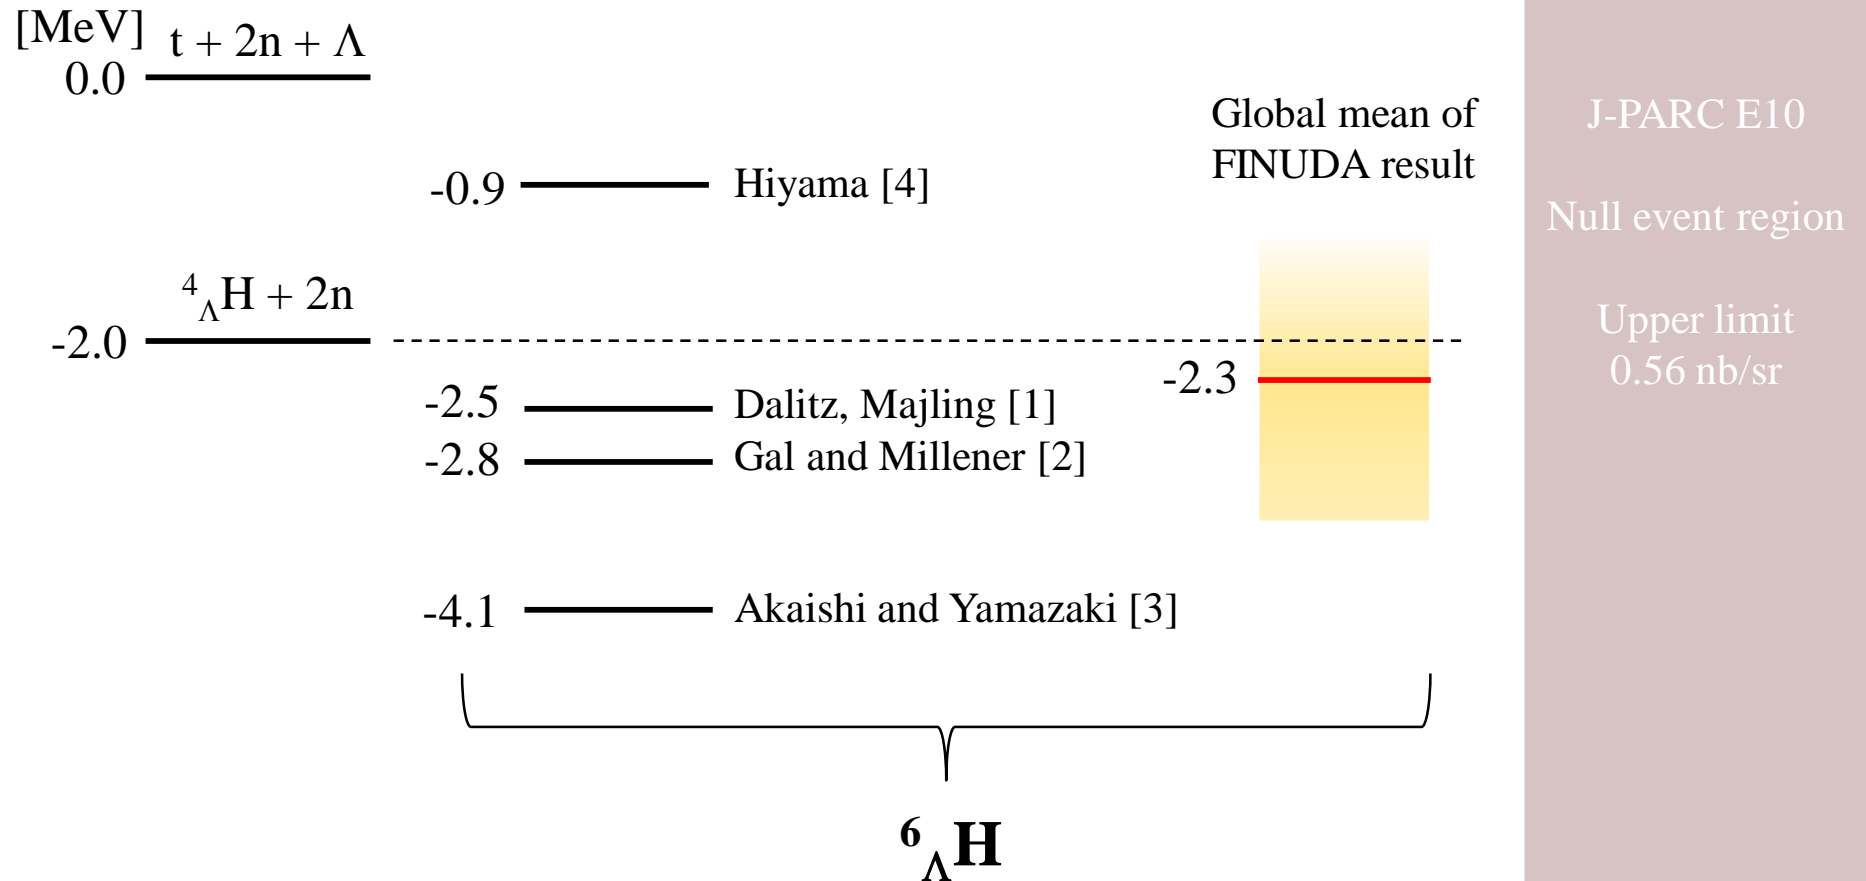 [MeV]
t + 2n + Λ
0.0
-0.9
Hiyama [4]
⁴ΛH + 2n
-2.0
-2.5
Dalitz, Majling [1]
-2.8
Gal and Millener [2]
-4.1
Akaishi and Yamazaki [3]
Global mean of
FINUDA result
-2.3
J-PARC E10
Null event region
Upper limit
0.56 nb/sr
⁶ΛH